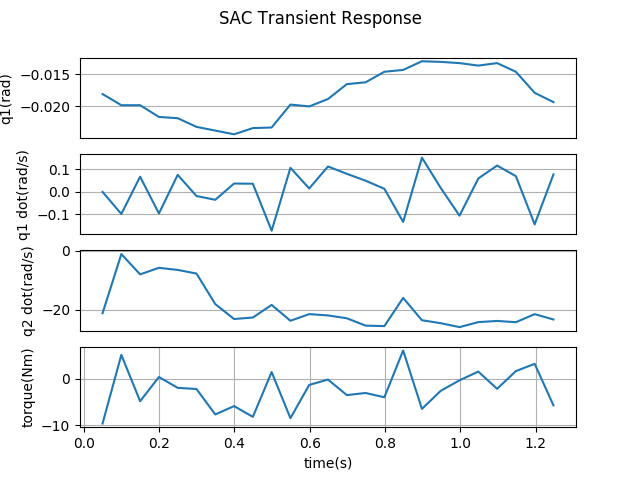 SAC Transient Response
q1(rad)
−0.015
−0.020
q1 dot(rad/s)
0.1
0.0
−0.1
q2 dot(rad/s)
0
−20
torque(Nm)
0
−10
0.0 0.2 0.4 0.6 0.8 1.0 1.2
time(s)